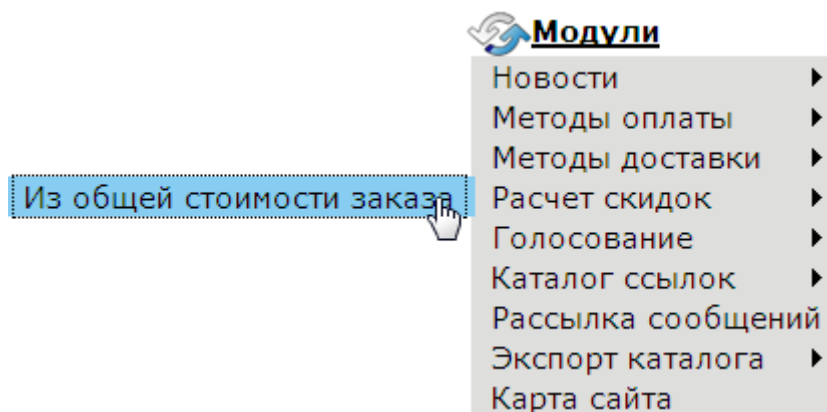 Модули
Новости
Методы оплаты
Методы доставки
Из общей стоимости заказа
Расчет скидок
Голосование
Каталог ссылок
Рассылка сообщений
Экспорт каталога
Карта сайта